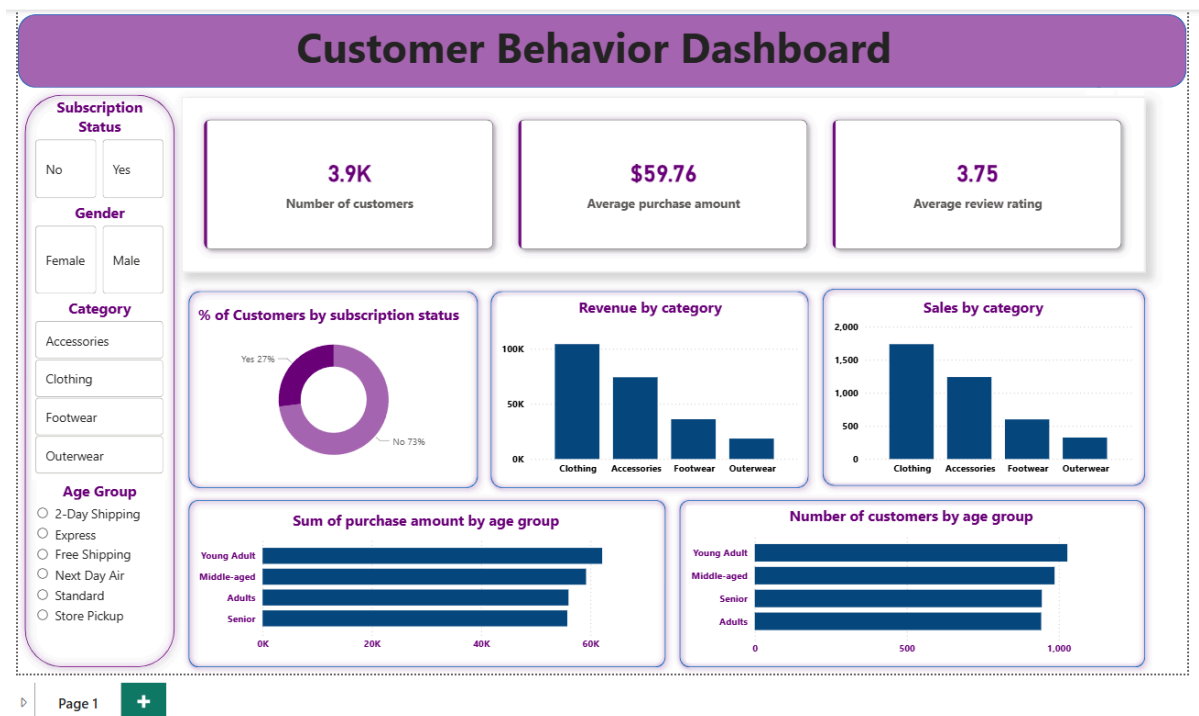 Customer Behavior Dashboard
Subscription
Status
No
Yes
Gender
Female
Male
Category
Accessories
Clothing
Footwear
Outerwear
Age Group
2-Day Shipping
Express
Free Shipping
Next Day Air
Standard
Store Pickup
3.9K
Number of customers
$59.76
Average purchase amount
3.75
Average review rating
% of Customers by subscription status
Yes 27%
No 73%
Revenue by category
100K
50K
0K
Clothing Accessories Footwear Outerwear
Sales by category
2,000
1,500
1,000
500
0
Clothing Accessories Footwear Outerwear
Sum of purchase amount by age group
Young Adult
Middle-aged
Adults
Senior
0K 20K 40K 60K
Number of customers by age group
Young Adult
Middle-aged
Senior
Adults
0 500 1,000
Page 1
+